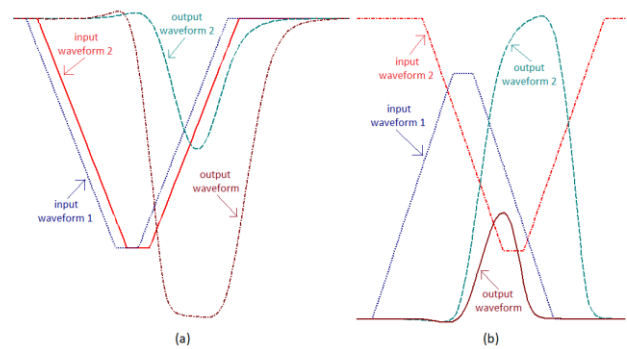 input
waveform 2
output
waveform 2
input
waveform 1
output
waveform
(a)
input
waveform 2
output
waveform 2
input
waveform 1
output
waveform
(b)